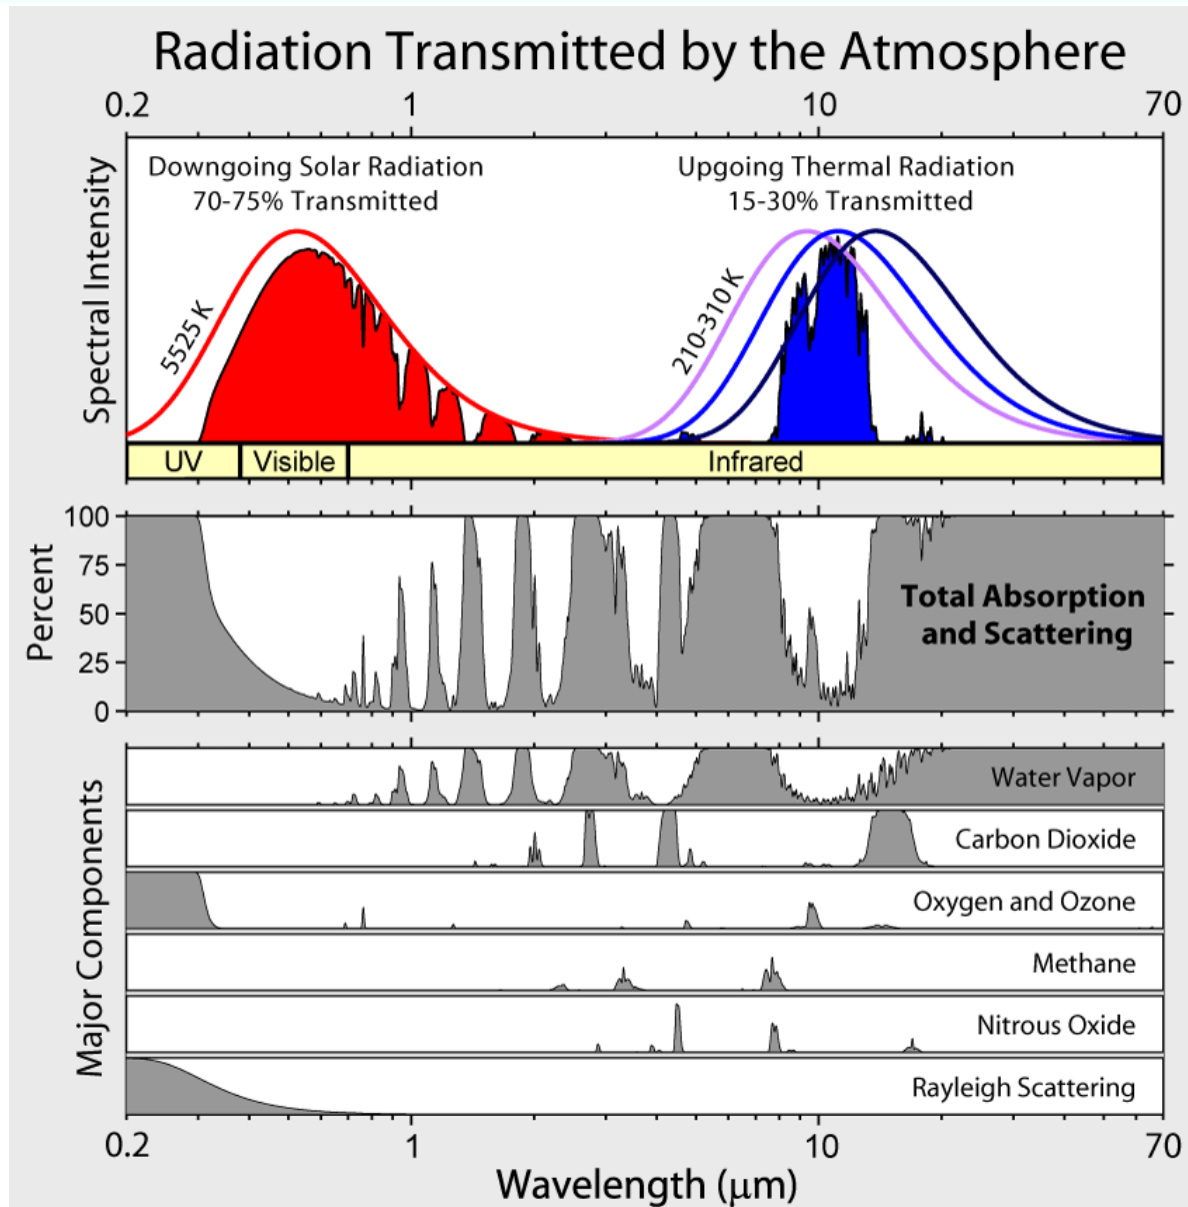 Radiation Transmitted by the Atmosphere
0.2 1 10 70
Spectral Intensity
Downgoing Solar Radiation
70-75% Transmitted
Upgoing Thermal Radiation
15-30% Transmitted
5525 K
210-310 K
UV Visible Infrared
Percent
100
75
50
25
0
Total Absorption
and Scattering
Major Components
Water Vapor
Carbon Dioxide
Oxygen and Ozone
Methane
Nitrous Oxide
Rayleigh Scattering
0.2 1 10 70
Wavelength (μm)